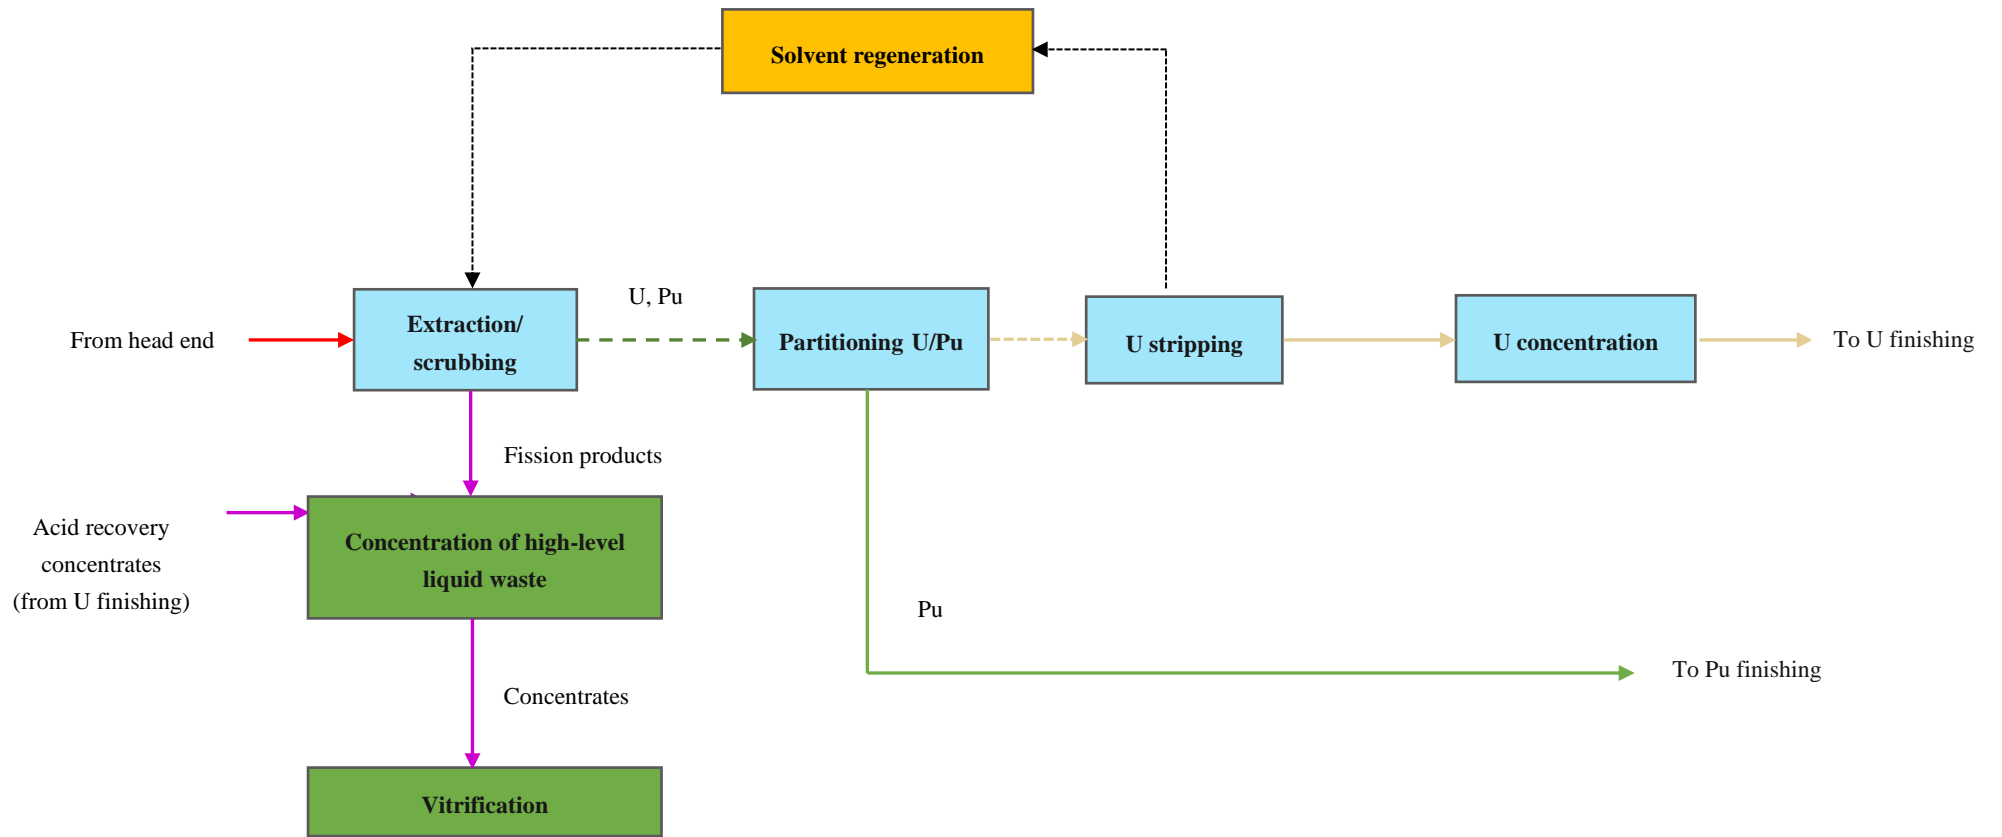 Solvent regeneration
U, Pu
From head end
Extraction/
scrubbing
Partitioning U/Pu
U stripping
U concentration
To U finishing
Fission products
Acid recovery
concentrates
(from U finishing)
Concentration of high-level
liquid waste
Pu
To Pu finishing
Concentrates
Vitrification